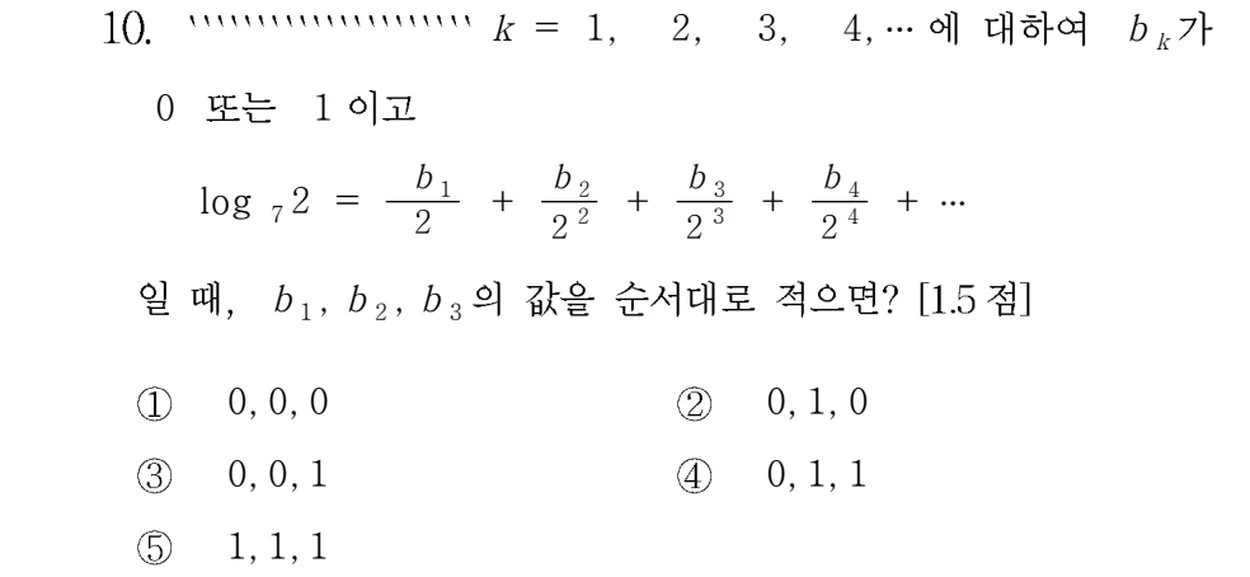 10. ‵‵‵‵‵‵‵‵‵‵‵‵‵‵‵‵‵‵‵‵‵ k = 1, 2, 3, 4, ⋯ 에 대하여 b_k가
0 또는 1 이고
log_7 2 = b_1/2 + b_2/2^2 + b_3/2^3 + b_4/2^4 + ⋯
일 때, b_1, b_2, b_3의 값을 순서대로 적으면? [1.5점]
① 0, 0, 0 ② 0, 1, 0
③ 0, 0, 1 ④ 0, 1, 1
⑤ 1, 1, 1